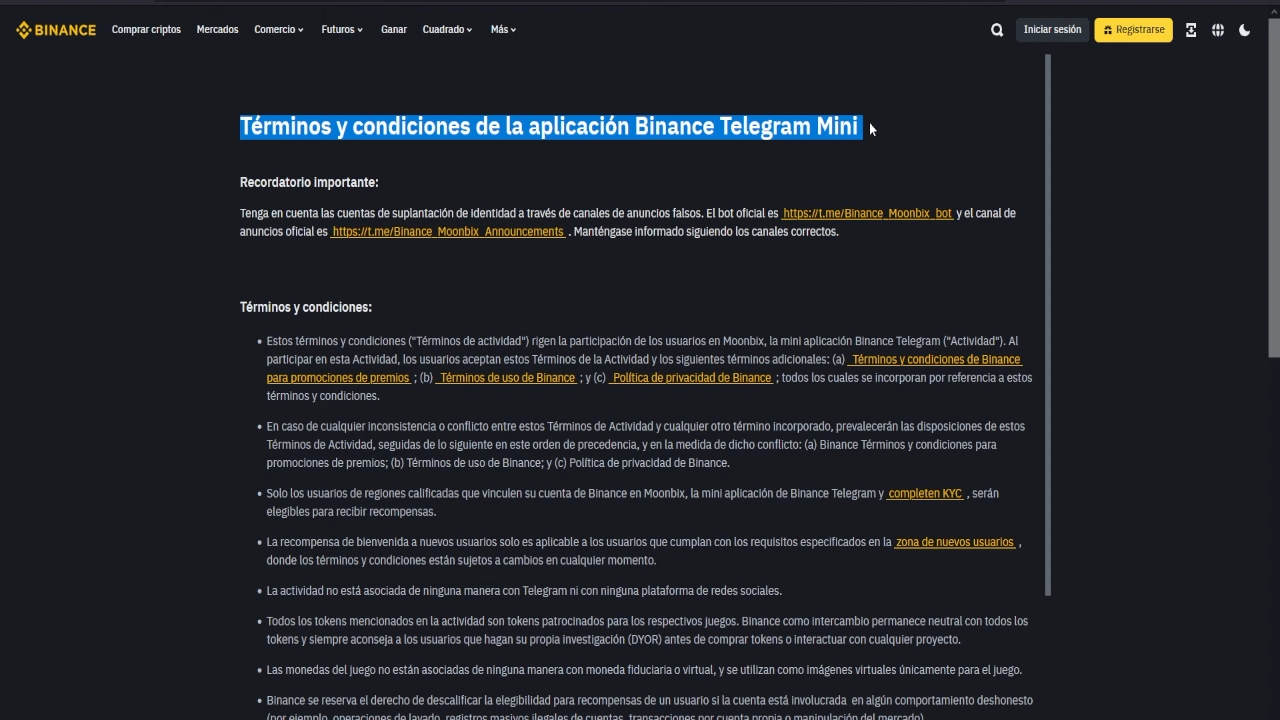 BINANCE Comprar criptos Mercados Comercio Futuros Ganar Cuadrado Más Iniciar sesión Registrarse
Términos y condiciones de la aplicación Binance Telegram Mini
Recordatorio importante:
Tenga en cuenta las cuentas de suplantación de identidad a través de canales de anuncios falsos. El bot oficial es https://t.me/Binance_Moonbix_bot y el canal de
anuncios oficial es https://t.me/Binance_Moonbix_Announcements . Manténgase informado siguiendo los canales correctos.
Términos y condiciones:
• Estos términos y condiciones ("Términos de actividad") rigen la participación de los usuarios en Moonbix, la mini aplicación Binance Telegram ("Actividad"). Al
participar en esta Actividad, los usuarios aceptan estos Términos de la Actividad y los siguientes términos adicionales: (a) Términos y condiciones de Binance
para promociones de premios ; (b) Términos de uso de Binance ; y (c) Política de privacidad de Binance ; todos los cuales se incorporan por referencia a estos
términos y condiciones.
• En caso de cualquier inconsistencia o conflicto entre estos Términos de Actividad y cualquier otro término incorporado, prevalecerán las disposiciones de estos
Términos de Actividad, seguidas de lo siguiente en este orden de precedencia, y en la medida de dicho conflicto: (a) Binance Términos y condiciones para
promociones de premios; (b) Términos de uso de Binance; y (c) Política de privacidad de Binance.
• Solo los usuarios de regiones calificadas que vinculen su cuenta de Binance en Moonbix, la mini aplicación de Binance Telegram y completen KYC , serán
elegibles para recibir recompensas.
• La recompensa de bienvenida a nuevos usuarios solo es aplicable a los usuarios que cumplan con los requisitos especificados en la zona de nuevos usuarios ,
donde los términos y condiciones están sujetos a cambios en cualquier momento.
• La actividad no está asociada de ninguna manera con Telegram ni con ninguna plataforma de redes sociales.
• Todos los tokens mencionados en la actividad son tokens patrocinados para los respectivos juegos. Binance como intercambio permanece neutral con todos los
tokens y siempre aconseja a los usuarios que hagan su propia investigación (DYOR) antes de comprar tokens o interactuar con cualquier proyecto.
• Las monedas del juego no están asociadas de ninguna manera con moneda fiduciaria o virtual, y se utilizan como imágenes virtuales únicamente para el juego.
• Binance se reserva el derecho de descalificar la elegibilidad para recompensas de un usuario si la cuenta está involucrada en algún comportamiento deshonesto
(por ejemplo, operaciones de lavado, registros masivos ilegales de cuentas, transacciones por cuenta propia o manipulación del mercado).